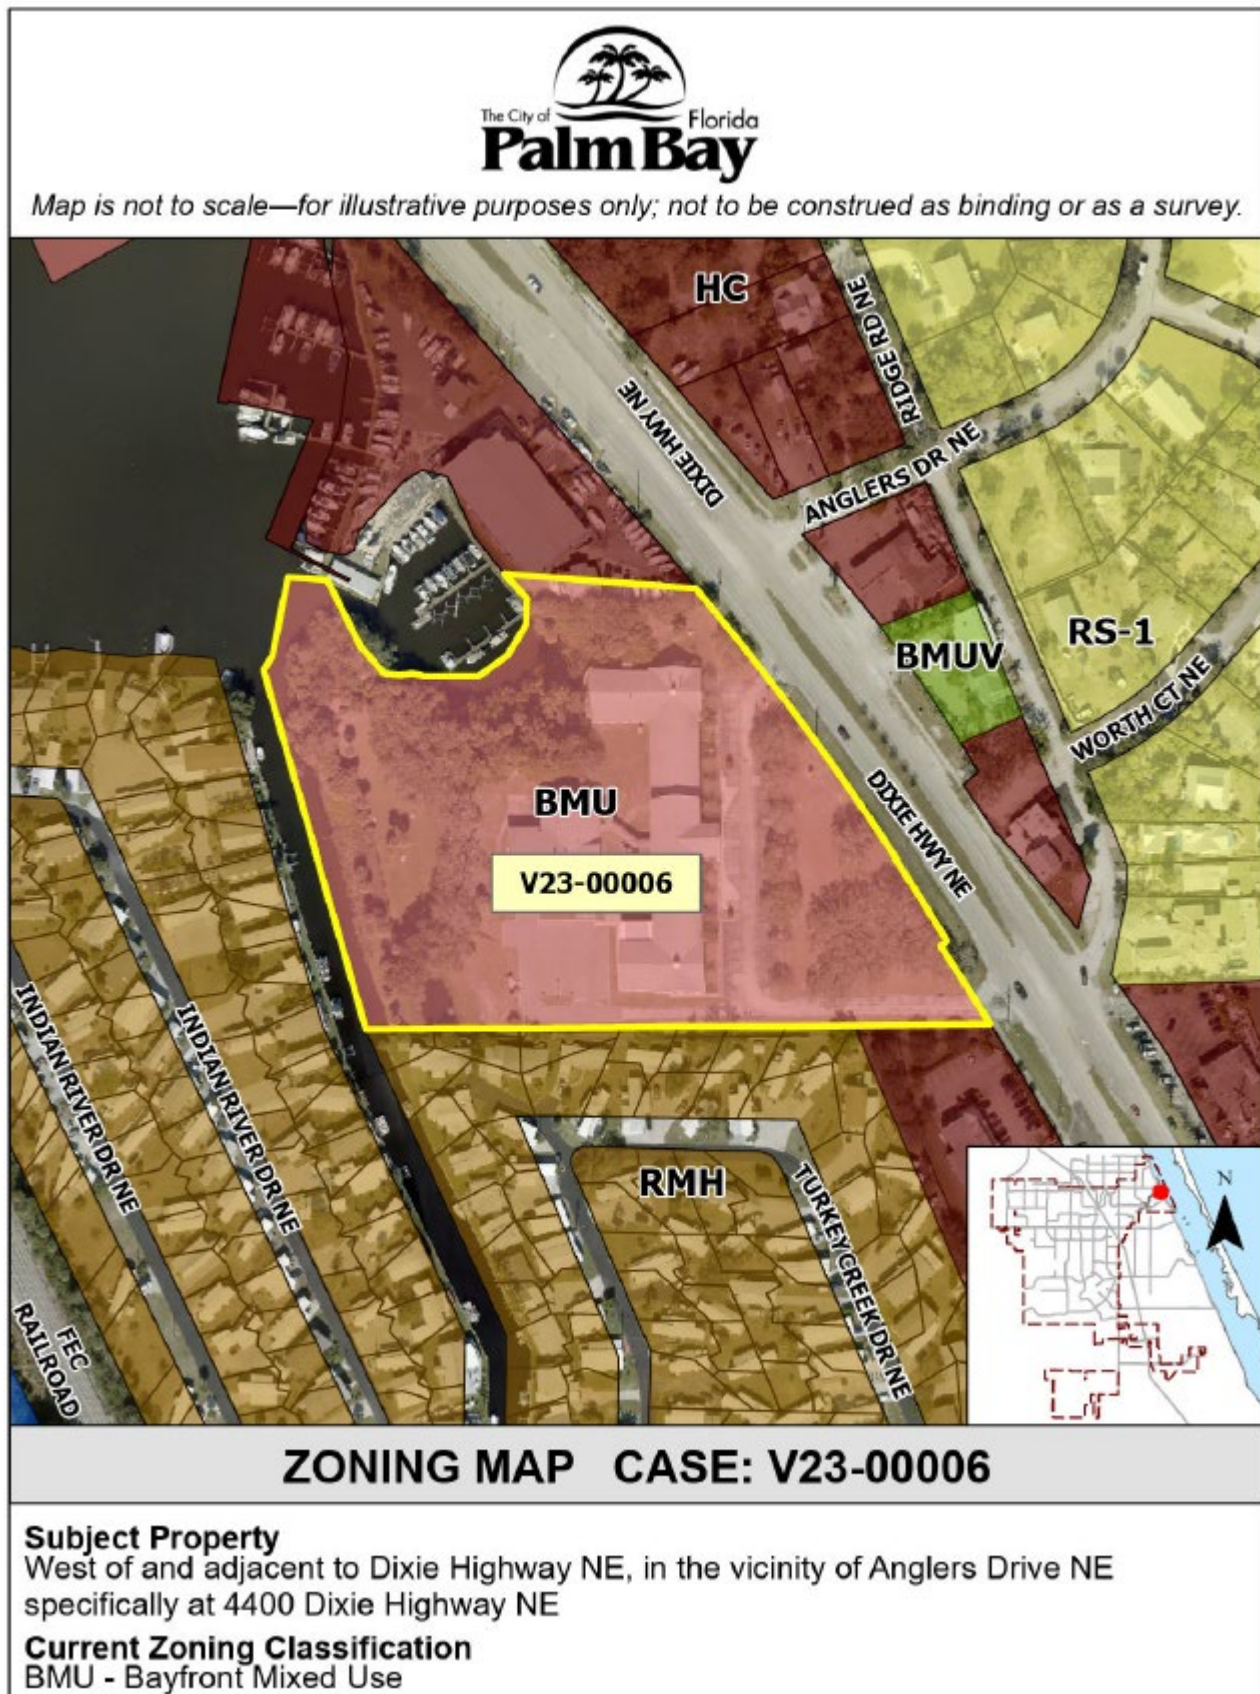 The City of Florida
Palm Bay
Map is not to scale—for illustrative purposes only; not to be construed as binding or as a survey.
HC
RIDGE RD NE
DIXIE HWY NE
ANGLERS DR NE
BMUV
RS-1
WORTH CT NE
BMU
DIXIE HWY NE
V23-00006
INDIAN RIVER DR NE
INDIAN RIVER DR NE
RMH
TURKEY CREEK DR NE
N
FEC
RAILROAD
ZONING MAP CASE: V23-00006
Subject Property
West of and adjacent to Dixie Highway NE, in the vicinity of Anglers Drive NE
specifically at 4400 Dixie Highway NE
Current Zoning Classification
BMU - Bayfront Mixed Use